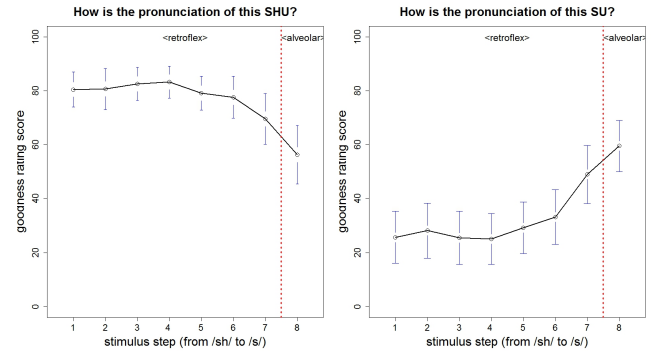 How is the pronunciation of this SHU?
<retroflex>
<alveolar>
100
80
60
40
20
0
goodness rating score
1 2 3 4 5 6 7 8
stimulus step (from /sh/ to /s/)
How is the pronunciation of this SU?
<retroflex>
<alveolar>
100
80
60
40
20
0
goodness rating score
1 2 3 4 5 6 7 8
stimulus step (from /sh/ to /s/)